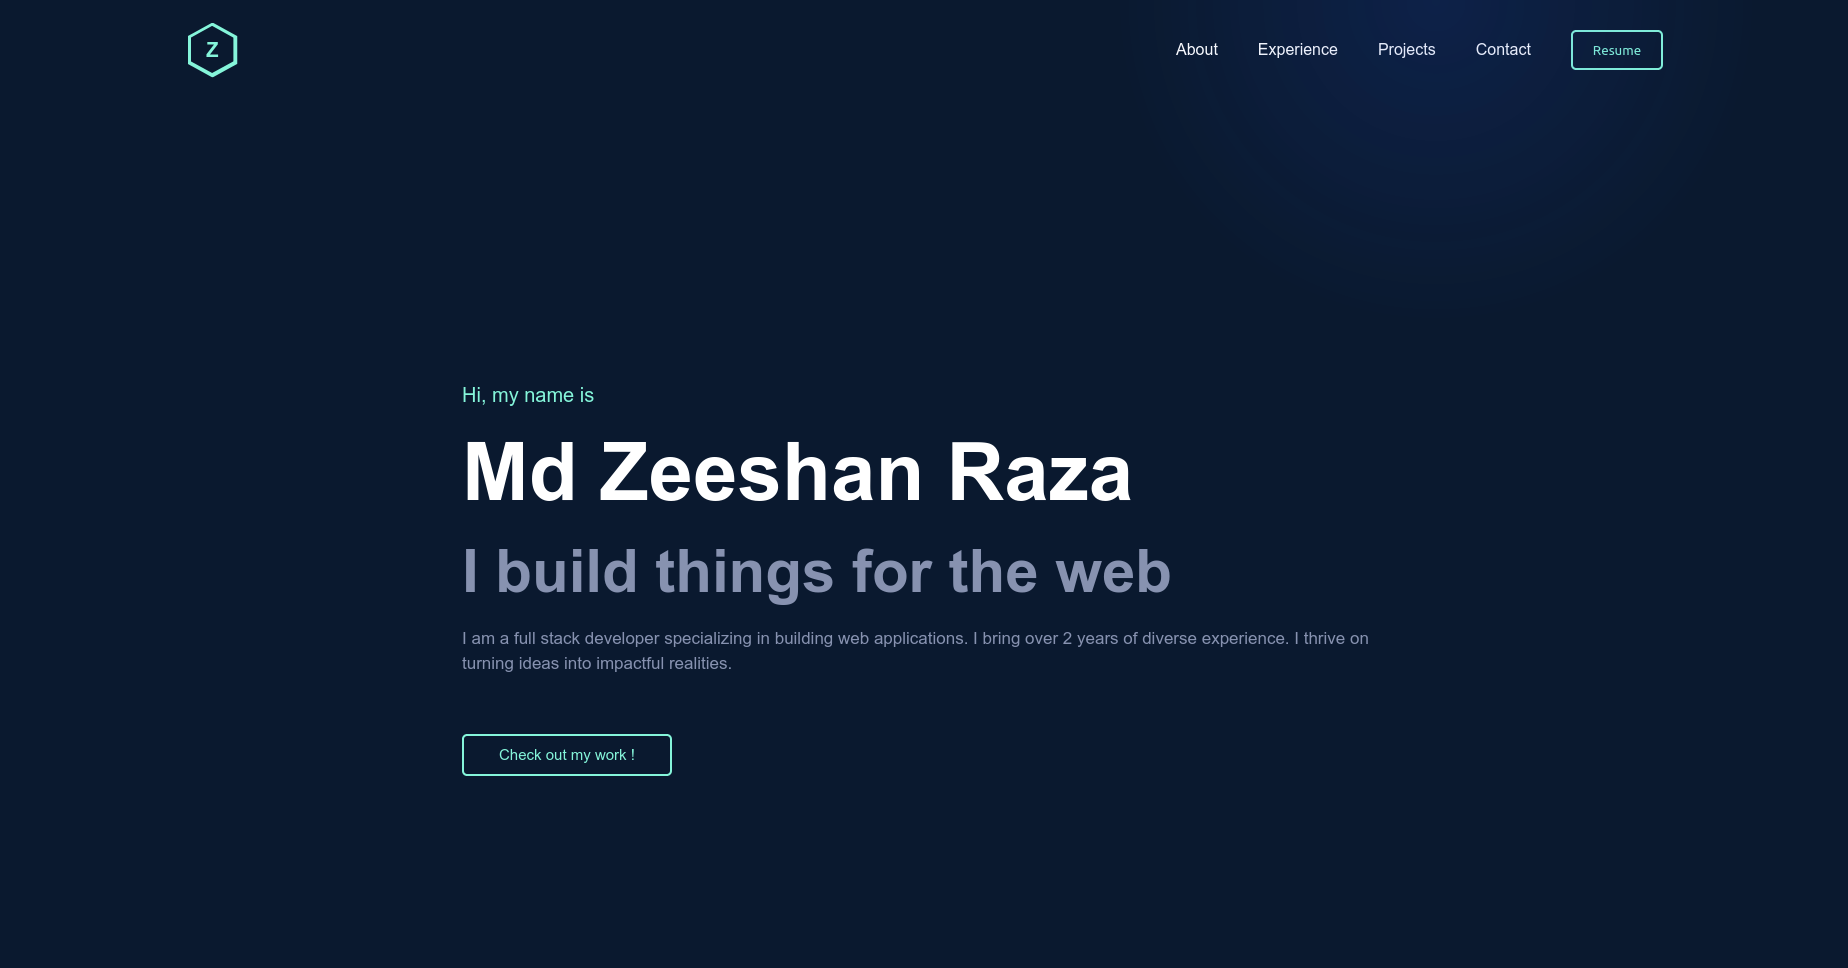 Z
About
Experience
Projects
Contact
Resume
Hi, my name is
Md Zeeshan Raza
I build things for the web
I am a full stack developer specializing in building web applications. I bring over 2 years of diverse experience. I thrive on
turning ideas into impactful realities.
Check out my work !